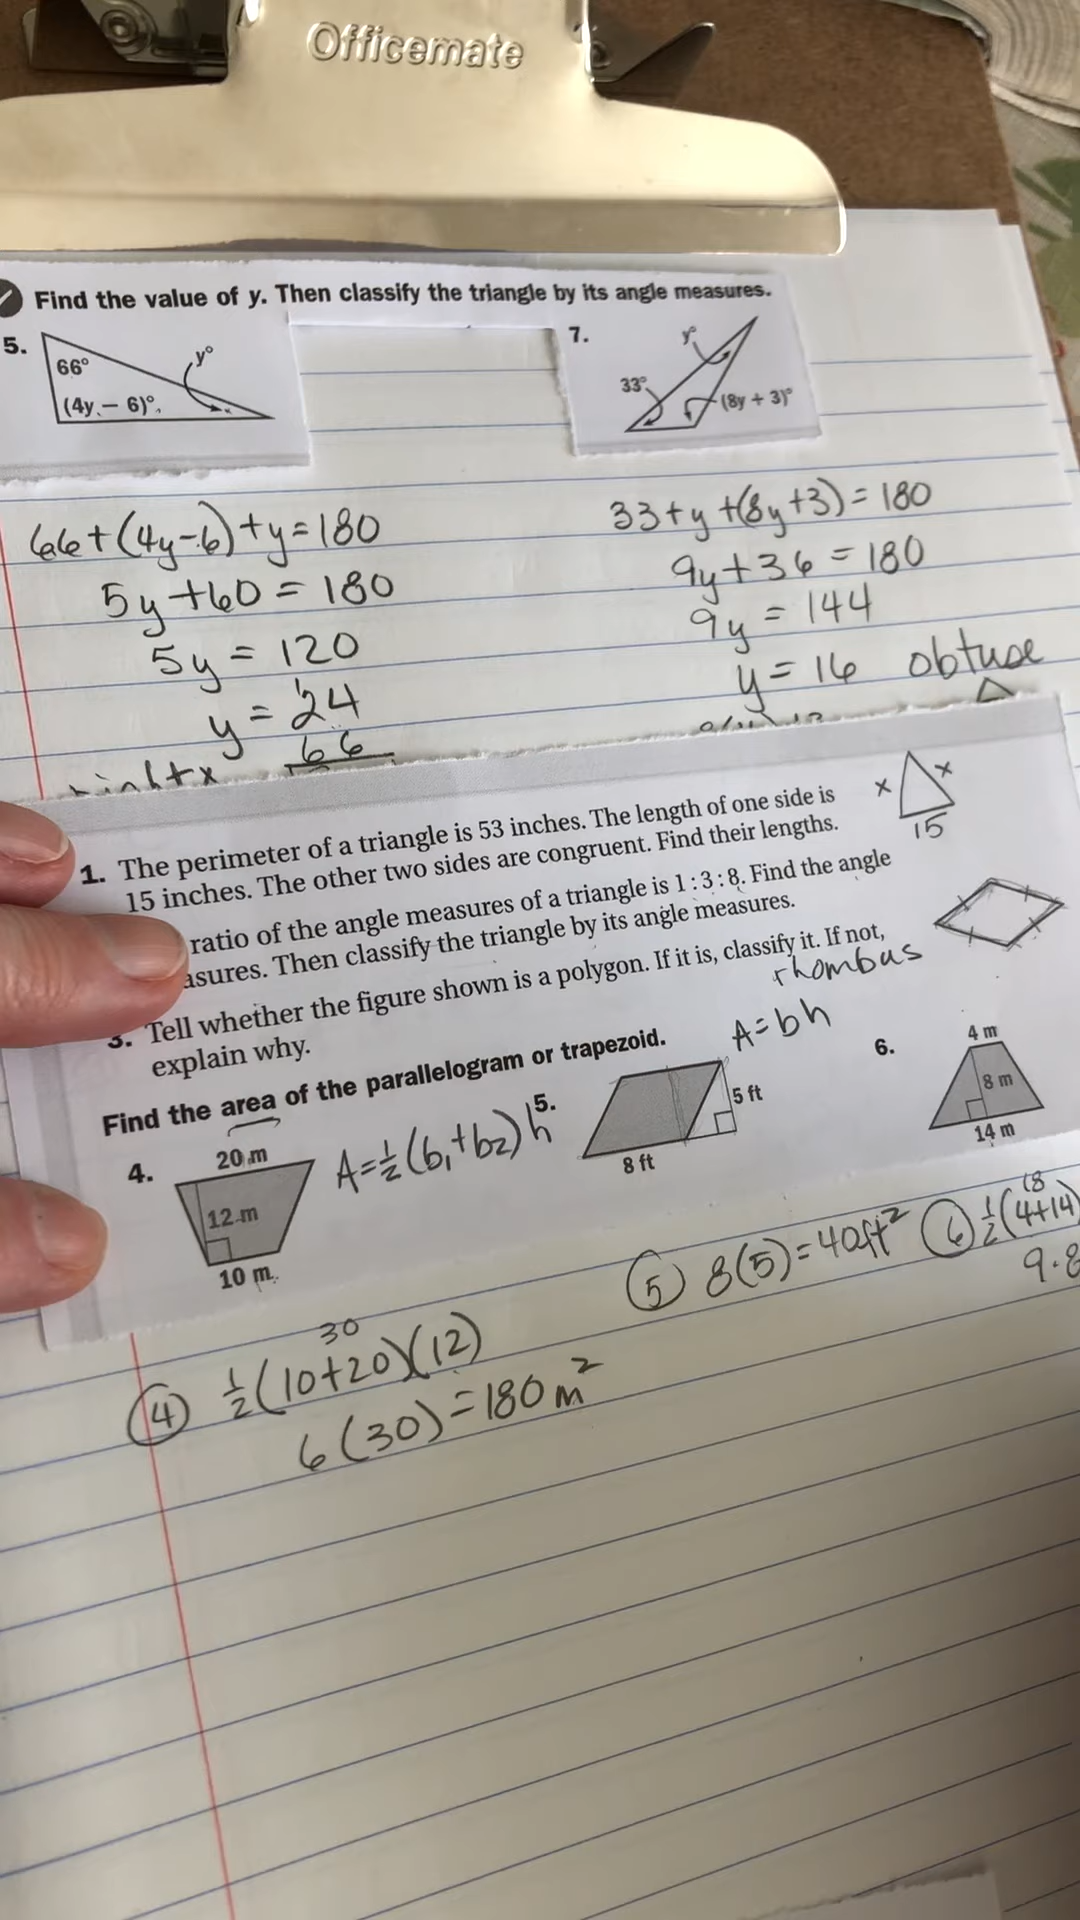 Officemate
Find the value of y. Then classify the triangle by its angle measures.
5.
66°
y°
(4y - 6)°
7.
y°
33°
(8y + 3)°
66+(4y-6)+y=180
5y+60=180
5y=120
y=24
66
33+y+(8y+3)=180
9y+36=180
9y=144
y=16 obtuse
1. The perimeter of a triangle is 53 inches. The length of one side is
15 inches. The other two sides are congruent. Find their lengths.
x x
15
ratio of the angle measures of a triangle is 1 : 3 : 8. Find the angle
asures. Then classify the triangle by its angle measures.
3. Tell whether the figure shown is a polygon. If it is, classify it. If not,
explain why.
rhombus
Find the area of the parallelogram or trapezoid.
A=bh
4.
20 m
12 m
10 m
A=½(b₁+b₂)h
5.
5 ft
8 ft
6.
4 m
8 m
14 m
⑤ 8(5)=40ft²
⑥ ½(4+14)
18
9·8
30
④ ½(10+20)(12)
6(30)=180m²